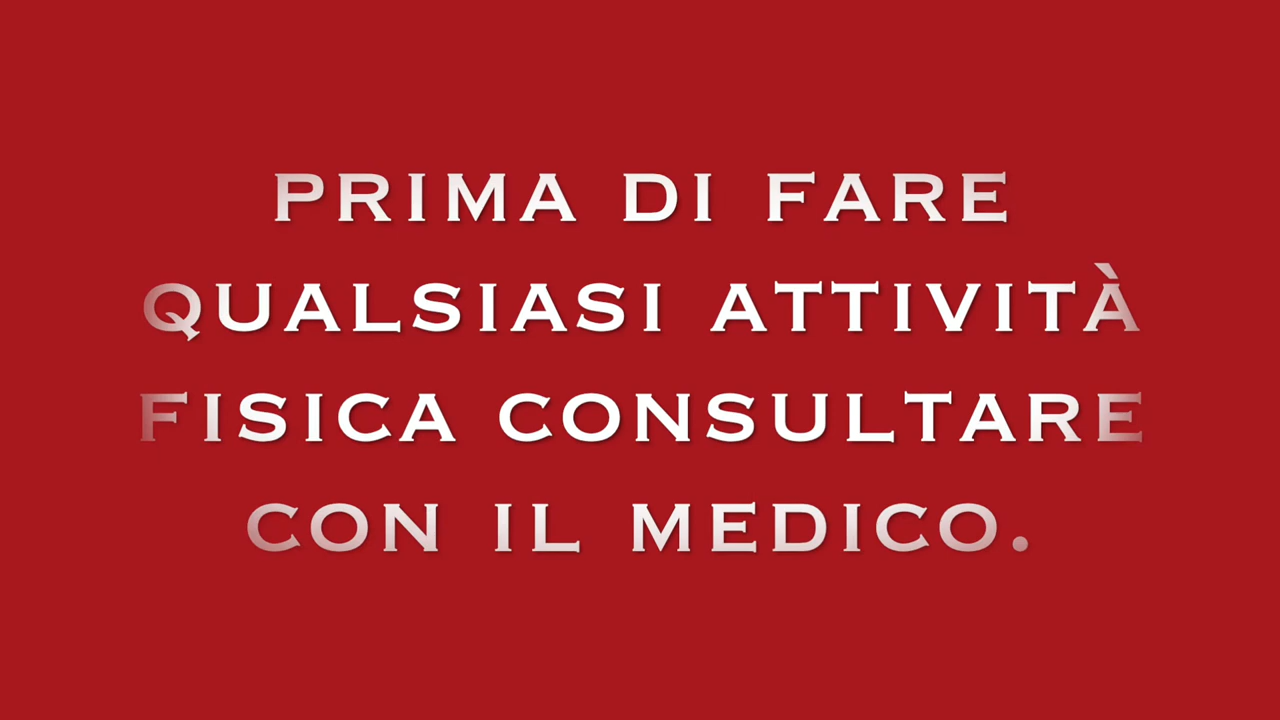 PRIMA DI FARE
QUALSIASI ATTIVITÀ
FISICA CONSULTARE
CON IL MEDICO.